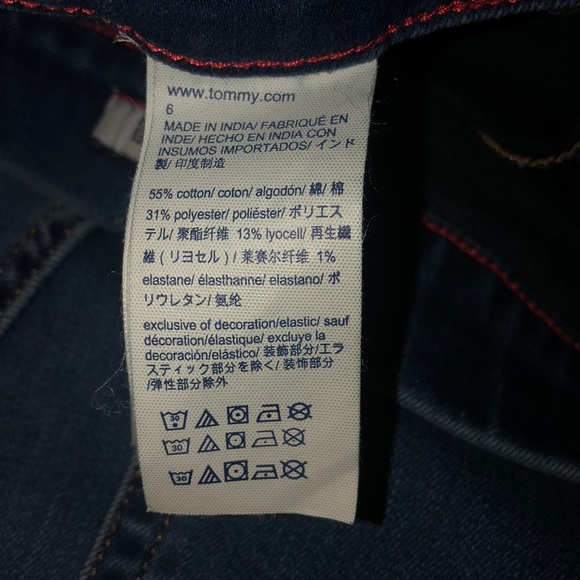 www.tommy.com
6
MADE IN INDIA/ FABRIQUÉ EN
INDE/ HECHO EN INDIA CON
INSUMOS IMPORTADOS/ インド
製/ 印度制造
55% cotton/ coton/ algodón/ 綿/ 棉
31% polyester/ poliéster/ ポリエス
テル/ 聚酯纤维 13% lyocell/ 再生繊
維 ( リヨセル ) / 莱赛尔纤维 1%
elastane/ élasthanne/ elastano/ ポ
リウレタン/ 氨纶
exclusive of decoration/elastic/ sauf
décoration/élastique/ excluye la
decoración/elástico/ 装飾部分/エラ
スティック部分を除く/ 装饰部分
/弹性部分除外
30
30
30